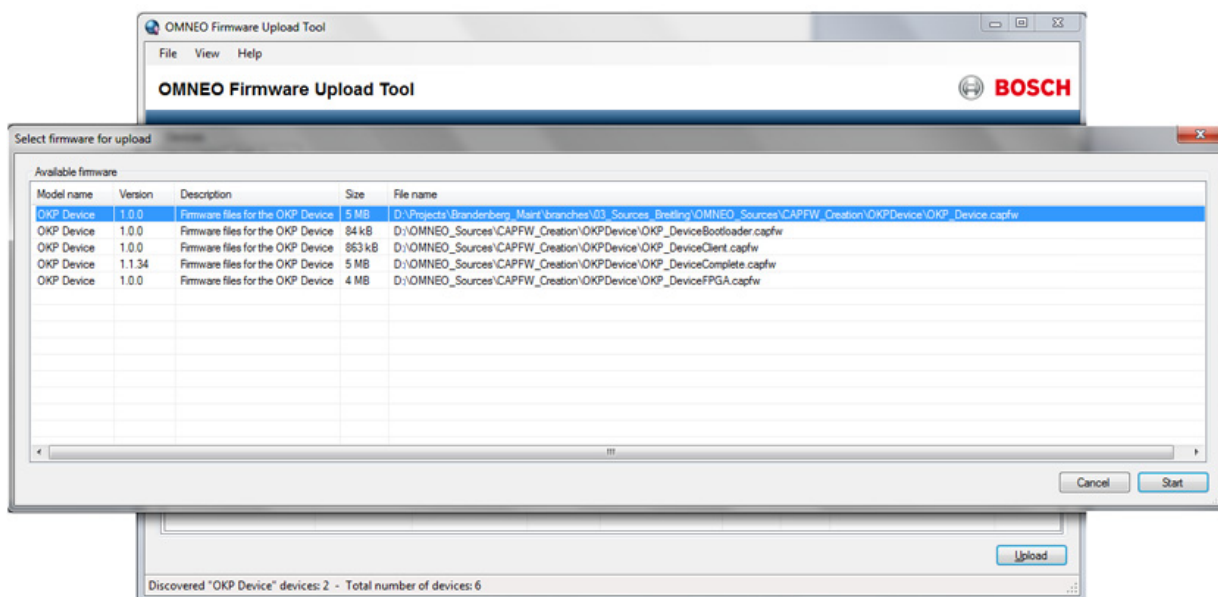 OMNEO Firmware Upload Tool
File View Help
OMNEO Firmware Upload Tool
BOSCH
Select firmware for upload
Available firmware
Model name Version Description Size File name
OKP Device 1.0.0 Firmware files for the OKP Device 5 MB D:\Projects\Brandenberg_Maint\branches\03_Sources_Breitling\OMNEO_Sources\CAPFW_Creation\OKPDevice\OKP_Device.capfw
OKP Device 1.0.0 Firmware files for the OKP Device 84 kB D:\OMNEO_Sources\CAPFW_Creation\OKPDevice\OKP_DeviceBootloader.capfw
OKP Device 1.0.0 Firmware files for the OKP Device 863 kB D:\OMNEO_Sources\CAPFW_Creation\OKPDevice\OKP_DeviceClient.capfw
OKP Device 1.1.34 Firmware files for the OKP Device 5 MB D:\OMNEO_Sources\CAPFW_Creation\OKPDevice\OKP_DeviceComplete.capfw
OKP Device 1.0.0 Firmware files for the OKP Device 4 MB D:\OMNEO_Sources\CAPFW_Creation\OKPDevice\OKP_DeviceFPGA.capfw
Cancel Start
Upload
Discovered "OKP Device" devices: 2 - Total number of devices: 6